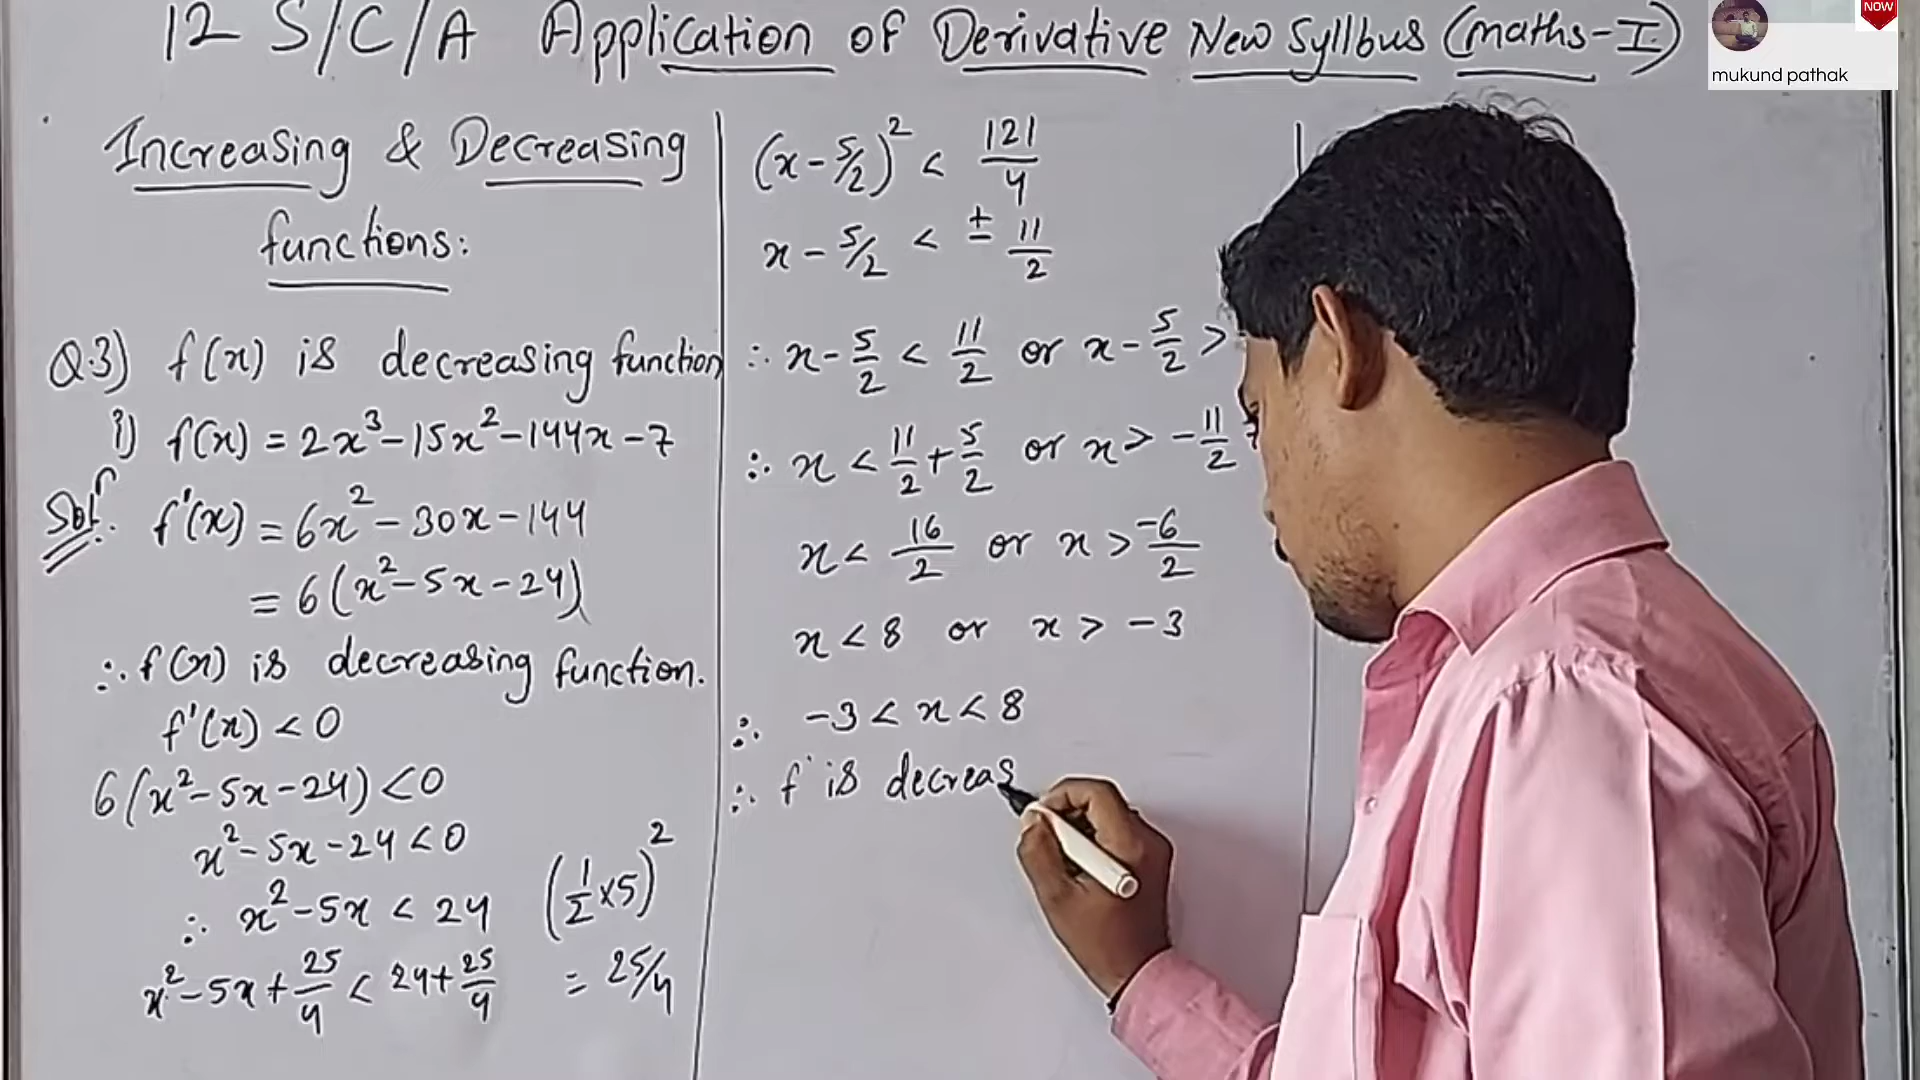 12 S/C/A Application of Derivative New Syllbus (Maths-I)
NOW
mukund pathak
Increasing & Decreasing
functions:
Q.3) f(x) is decreasing function
i) f(x) = 2x³-15x²-144x-7
Solⁿ: f'(x) = 6x²-30x-144
= 6(x²-5x-24)
∴ f(x) is decreasing function.
f'(x) < 0
6(x²-5x-24) < 0
x²-5x-24 < 0
∴ x²-5x < 24 (1/2 × 5)²
x²-5x+25/4 < 24+25/4 = 25/4
(x-5/2)² < 121/4
x-5/2 < ± 11/2
∴ x-5/2 < 11/2 or x-5/2 > -
∴ x < 11/2 + 5/2 or x > -11/2
x < 16/2 or x > -6/2
x < 8 or x > -3
∴ -3 < x < 8
∴ f is decreas